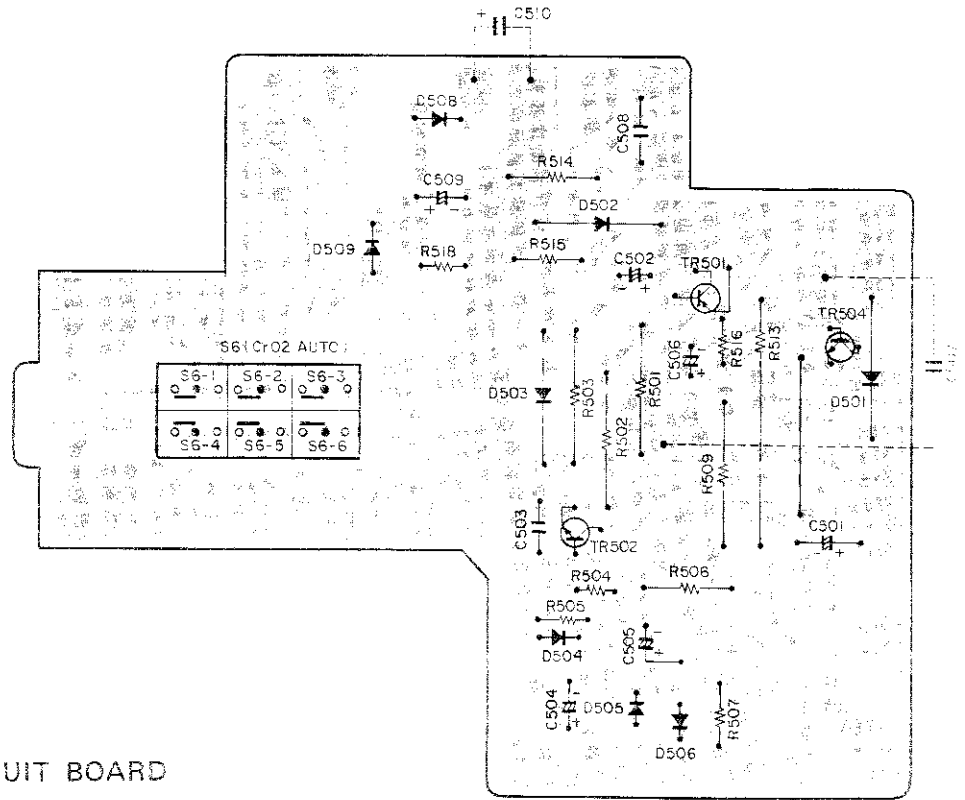 + C510
D508
C508
R514
C509
+ -
D502
D509
R518
R515
C502
- +
TR501
TR504
S6(CrO2 AUTO)
S6-1 S6-2 S6-3
S6-4 S6-5 S6-6
D503
R503
R502
R501
C506
-
+
R516
R513
D501
R509
C503
TR502
C501
- +
R504
R506
R505
D504
C505
-
+
C504
-
+
D505
D506
R507
UIT BOARD